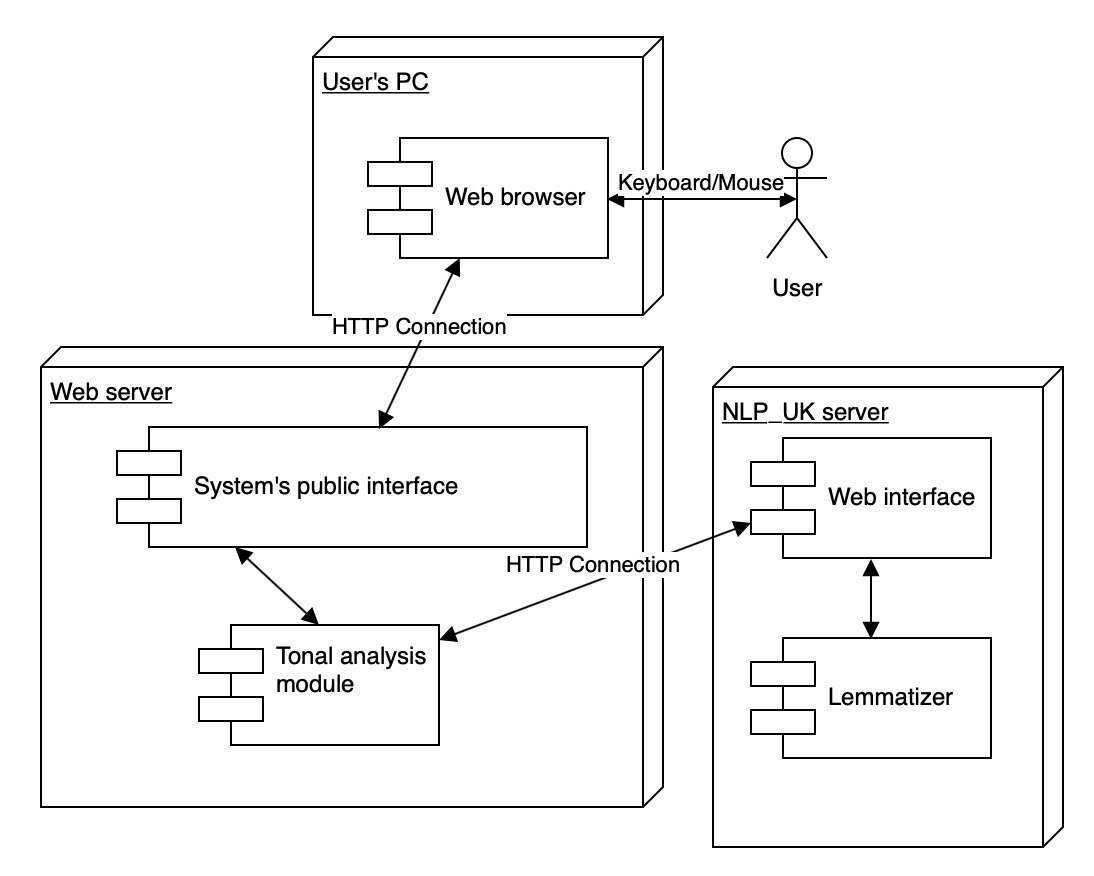 User's PC
Web browser
Keyboard/Mouse
User
HTTP Connection
Web server
System's public interface
HTTP Connection
Tonal analysis
module
NLP_UK server
Web interface
Lemmatizer